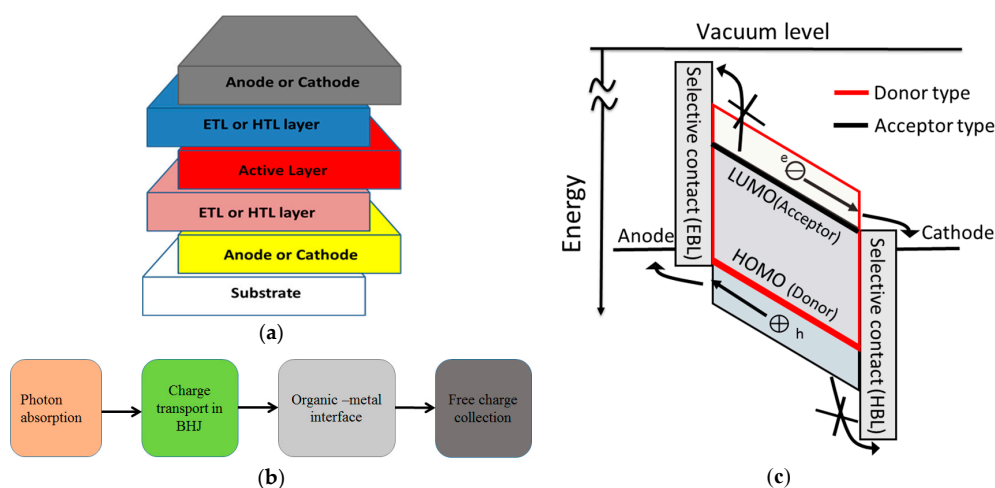 Anode or Cathode
ETL or HTL layer
Active Layer
ETL or HTL layer
Anode or Cathode
Substrate
(a)
Photon
absorption
Charge
transport in
BHJ
Organic –metal
interface
Free charge
collection
(b)
Vacuum level
Energy
Selective contact (EBL)
Donor type
Acceptor type
e
LUMO(Acceptor)
Anode
Cathode
HOMO (Donor)
h
Selective contact (HBL)
(c)